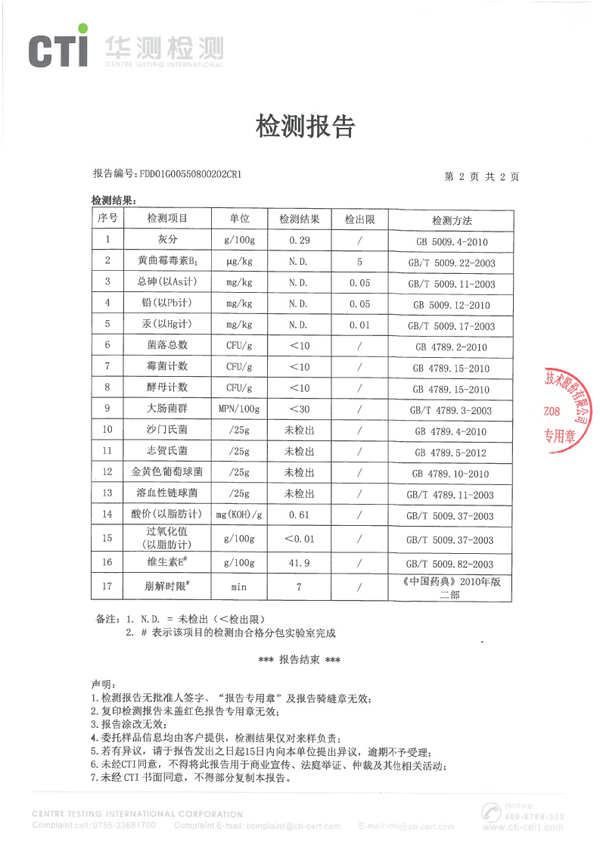 CTI 华测检测
CENTRE TESTING INTERNATIONAL
检测报告
报告编号:FDD01G00550800202CR1 第 2 页 共 2 页
检测结果:
序号 检测项目 单位 检测结果 检出限 检测方法
1 灰分 g/100g 0.29 / GB 5009.4-2010
2 黄曲霉毒素B₁ μg/kg N.D. 5 GB/T 5009.22-2003
3 总砷(以As计) mg/kg N.D. 0.05 GB/T 5009.11-2003
4 铅(以Pb计) mg/kg N.D. 0.05 GB 5009.12-2010
5 汞(以Hg计) mg/kg N.D. 0.01 GB/T 5009.17-2003
6 菌落总数 CFU/g <10 / GB 4789.2-2010
7 霉菌计数 CFU/g <10 / GB 4789.15-2010
8 酵母计数 CFU/g <10 / GB 4789.15-2010
9 大肠菌群 MPN/100g <30 / GB/T 4789.3-2003
10 沙门氏菌 /25g 未检出 / GB 4789.4-2010
11 志贺氏菌 /25g 未检出 / GB 4789.5-2012
12 金黄色葡萄球菌 /25g 未检出 / GB 4789.10-2010
13 溶血性链球菌 /25g 未检出 / GB/T 4789.11-2003
14 酸价(以脂肪计) mg(KOH)/g 0.61 / GB/T 5009.37-2003
15 过氧化值 g/100g <0.01 / GB/T 5009.37-2003
(以脂肪计)
16 维生素E# g/100g 41.9 / GB/T 5009.82-2003
17 崩解时限# min 7 / 《中国药典》2010年版
二部
技术股份有限公司
Z08
专用章
备注: 1. N.D. = 未检出（<检出限）
2. # 表示该项目的检测由合格分包实验室完成
*** 报告结束 ***
声明:
1.检测报告无批准人签字、“报告专用章”及报告骑缝章无效;
2.复印检测报告未盖红色报告专用章无效;
3.报告涂改无效;
4.委托样品信息均由客户提供，检测结果仅对来样负责;
5.若有异议，请于报告发出之日起15日内向本单位提出异议，逾期不予受理;
6.未经CTI同意，不得将此报告用于商业宣传、法庭举证、仲裁及其他相关活动;
7.未经 CTI 书面同意，不得部分复制本报告。
CENTRE TESTING INTERNATIONAL CORPORATION
Complaint call:0755-33681700 Complaint E-mail: complaint@cti-cert.com E-mail:info@cti-cert.com
Hotline
400-6788-333
www.cti-cert.com